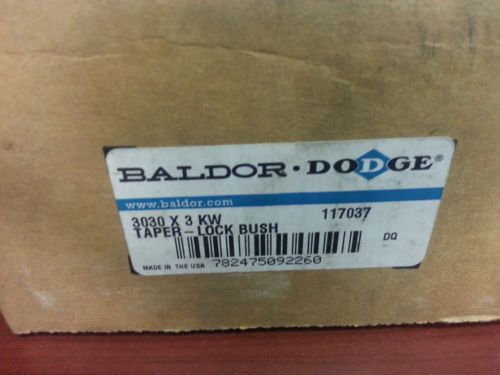 BALDOR · DODGE®
www.baldor.com
3030 X 3 KW 117037
TAPER-LOCK BUSH
DQ
MADE IN THE USA 782475092260